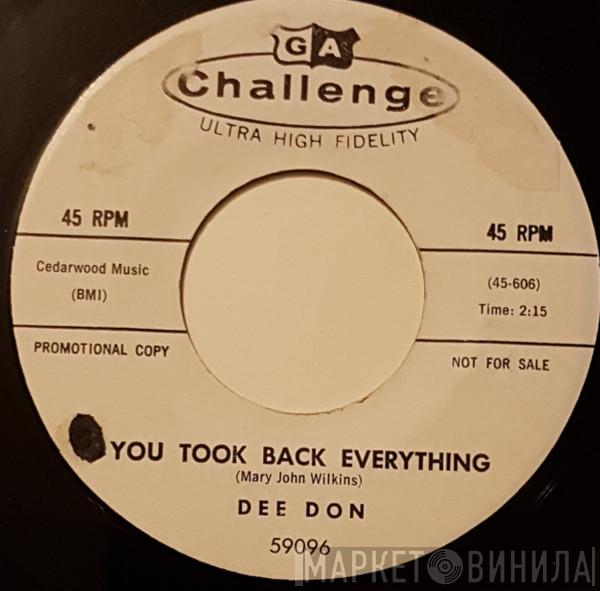 GA
Challenge
ULTRA HIGH FIDELITY
45 RPM
45 RPM
Cedarwood Music
(BMI)
(45-606)
Time: 2:15
PROMOTIONAL COPY
NOT FOR SALE
YOU TOOK BACK EVERYTHING
(Mary John Wilkins)
DEE DON
59096
МАРКЕТ ВИНИЛА